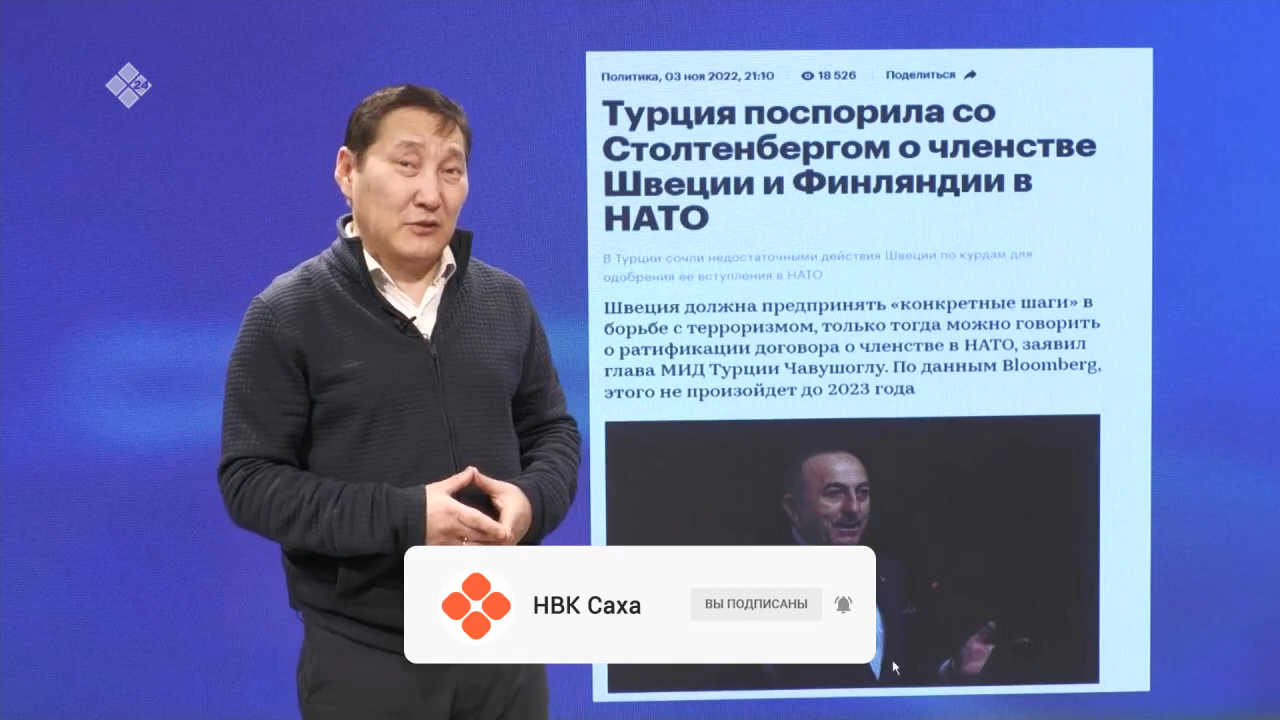 24
Политика, 03 ноя 2022, 21:10 18 526 Поделиться
Турция поспорила со
Столтенбергом о членстве
Швеции и Финляндии в
НАТО
В Турции сочли недостаточными действия Швеции по курдам для
одобрения ее вступления в НАТО
Швеция должна предпринять «конкретные шаги» в
борьбе с терроризмом, только тогда можно говорить
о ратификации договора о членстве в НАТО, заявил
глава МИД Турции Чавушоглу. По данным Bloomberg,
этого не произойдет до 2023 года
НВК Саха
ВЫ ПОДПИСАНЫ